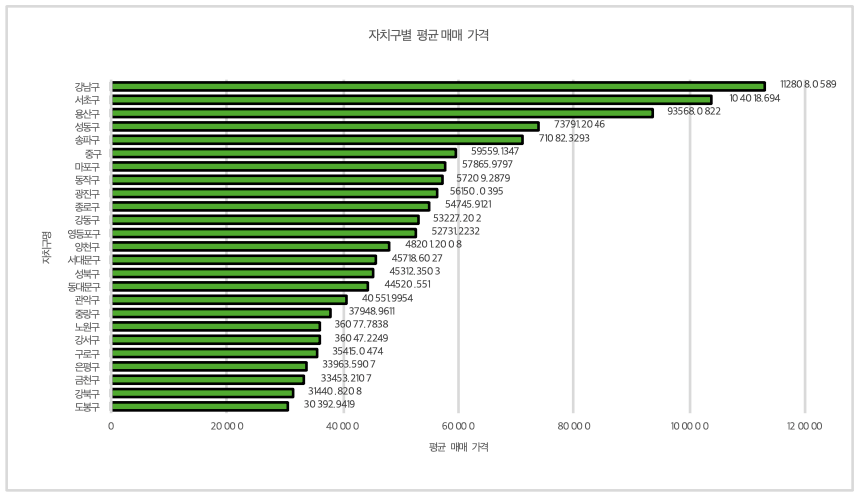 자치구별 평균 매매 가격
강남구 112808.0589
서초구 104018.694
용산구 93568.0822
성동구 73791.2046
송파구 71082.3293
중구 59559.1347
마포구 57865.9797
동작구 57209.2879
광진구 56150.0395
종로구 54745.9121
강동구 53227.202
영등포구 52731.2232
양천구 48201.2008
서대문구 45718.6027
성북구 45312.3503
동대문구 44520.551
관악구 40551.9954
중랑구 37948.9611
노원구 36077.7838
강서구 36047.2249
구로구 35415.0474
은평구 33963.5907
금천구 33453.2107
강북구 31440.8208
도봉구 30392.9419
자치구명
0 20000 40000 60000 80000 100000 120000
평균 매매 가격